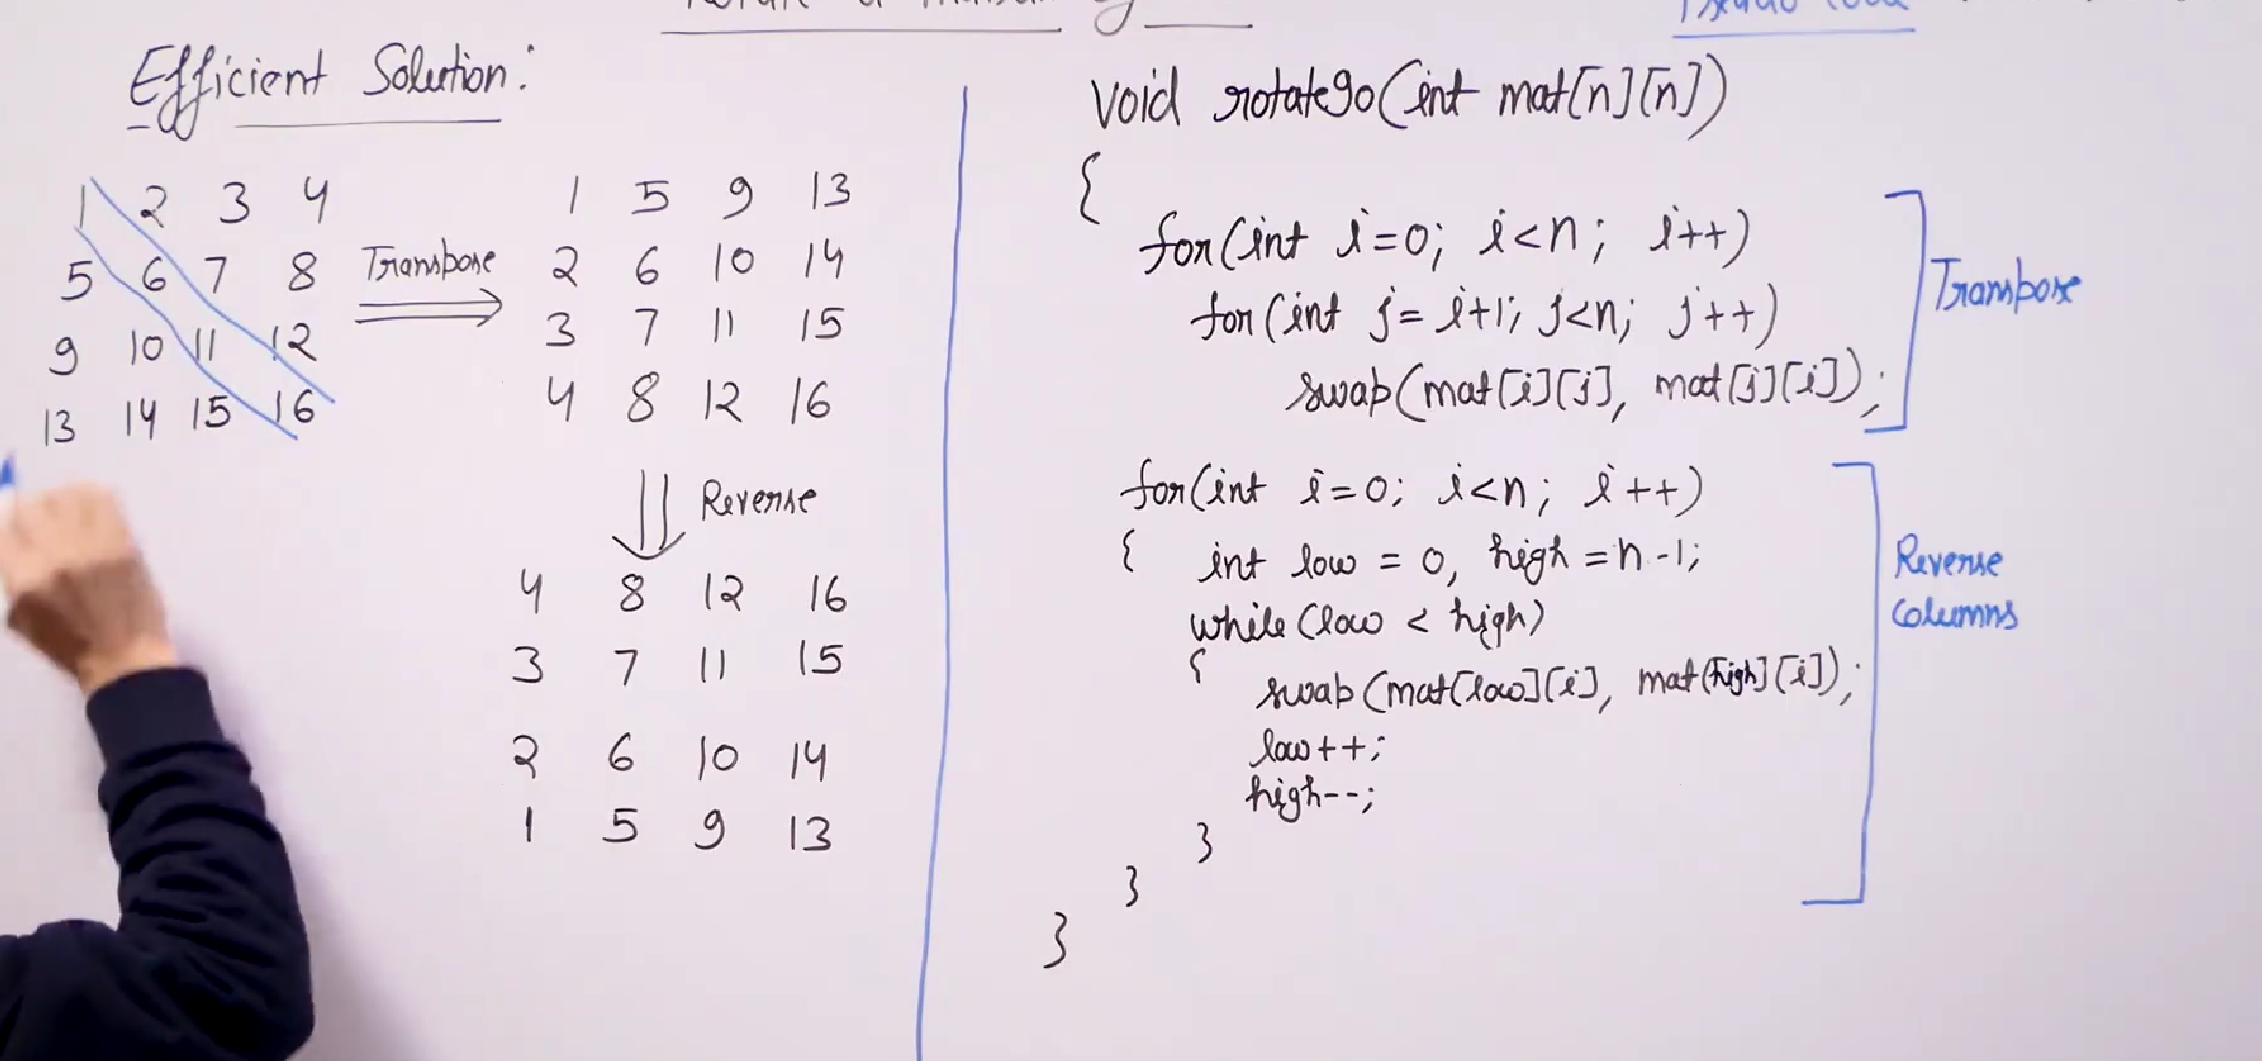 Efficient Solution:
1 2 3 4
5 6 7 8
9 10 11 12
13 14 15 16
Transpose
1 5 9 13
2 6 10 14
3 7 11 15
4 8 12 16
Reverse
4 8 12 16
3 7 11 15
2 6 10 14
1 5 9 13
void rotate90(int mat[n][n])
{
for(int i=0; i<n; i++)
for(int j=i+1; j<n; j++)
swap(mat[i][j], mat[j][i]);
Transpose
for(int i=0; i<n; i++)
{ int low = 0, high = n-1;
while(low < high)
{
swap(mat[low][i], mat[high][i]);
low++;
high--;
}
}
}
Reverse
Columns